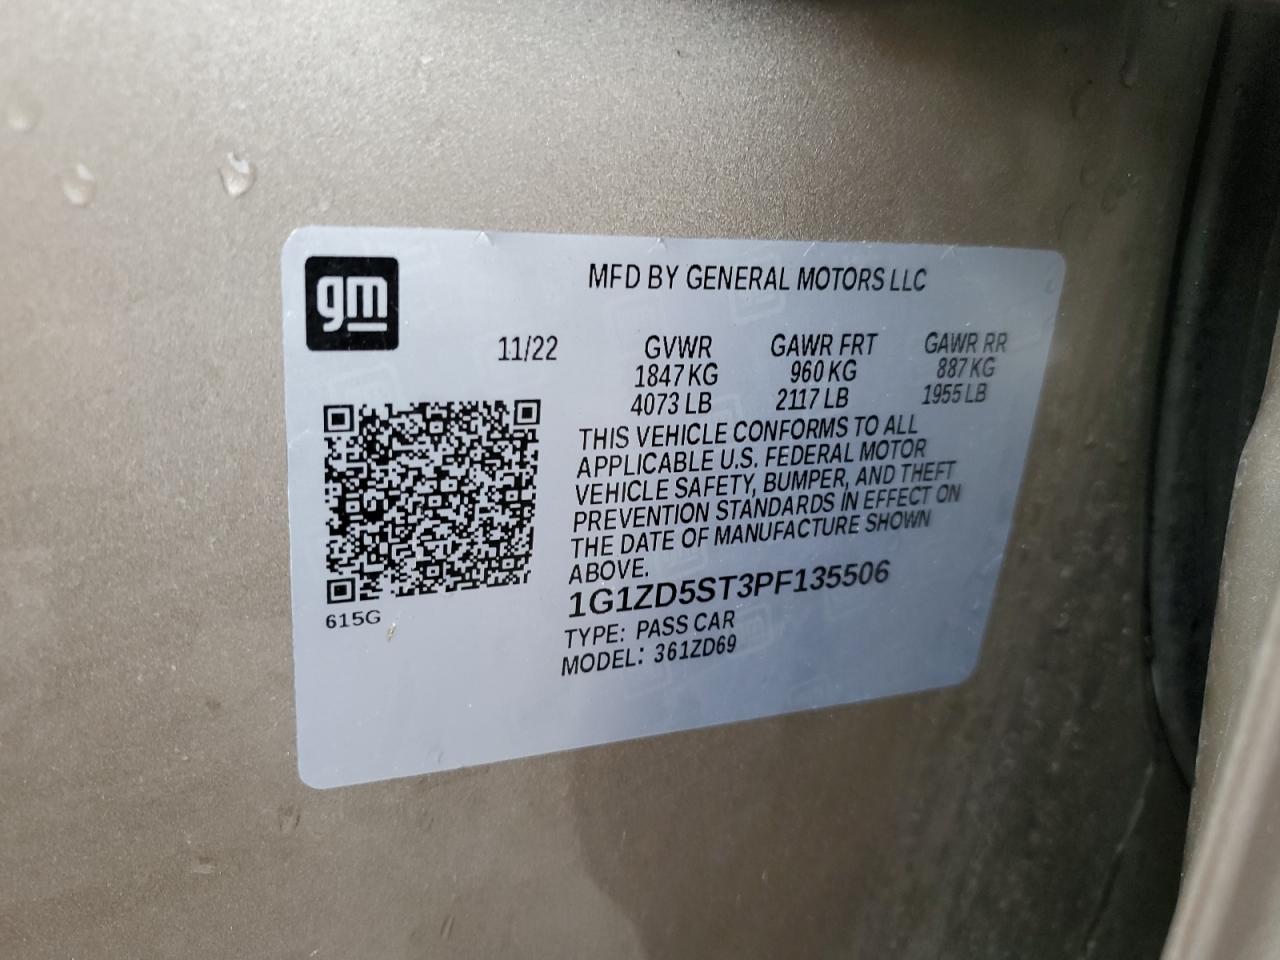 gm
MFD BY GENERAL MOTORS LLC
11/22 GVWR GAWR FRT GAWR RR
1847 KG 960 KG 887 KG
4073 LB 2117 LB 1955 LB
THIS VEHICLE CONFORMS TO ALL
APPLICABLE U.S. FEDERAL MOTOR
VEHICLE SAFETY, BUMPER, AND THEFT
PREVENTION STANDARDS IN EFFECT ON
THE DATE OF MANUFACTURE SHOWN
ABOVE.
1G1ZD5ST3PF135506
615G
TYPE: PASS CAR
MODEL: 361ZD69